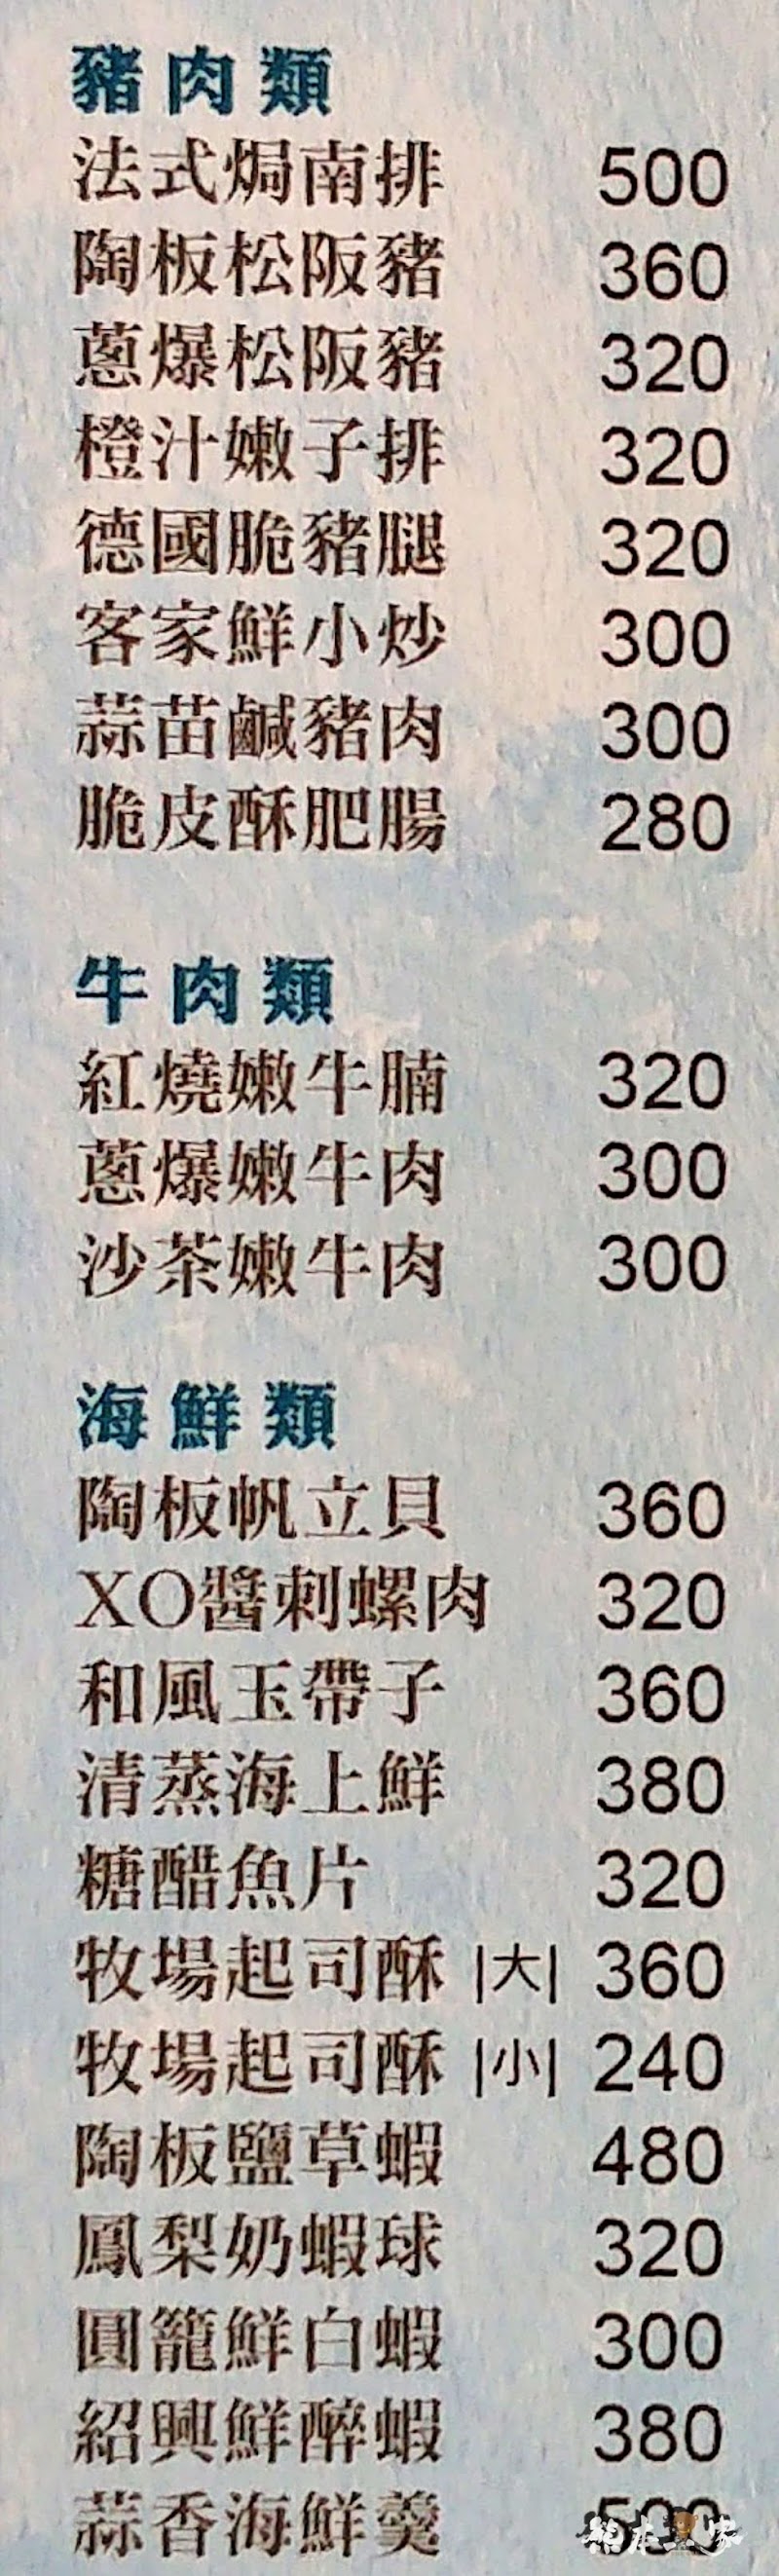 豬肉類
法式焗南排 500
陶板松阪豬 360
蔥爆松阪豬 320
橙汁嫩子排 320
德國脆豬腿 320
客家鮮小炒 300
蒜苗鹹豬肉 300
脆皮酥肥腸 280
牛肉類
紅燒嫩牛腩 320
蔥爆嫩牛肉 300
沙茶嫩牛肉 300
海鮮類
陶板帆立貝 360
XO醬刺螺肉 320
和風玉帶子 360
清蒸海上鮮 380
糖醋魚片 320
牧場起司酥 |大| 360
牧場起司酥 |小| 240
陶板鹽草蝦 480
鳳梨奶蝦球 320
圓籠鮮白蝦 300
紹興鮮醉蝦 380
蒜香海鮮羹